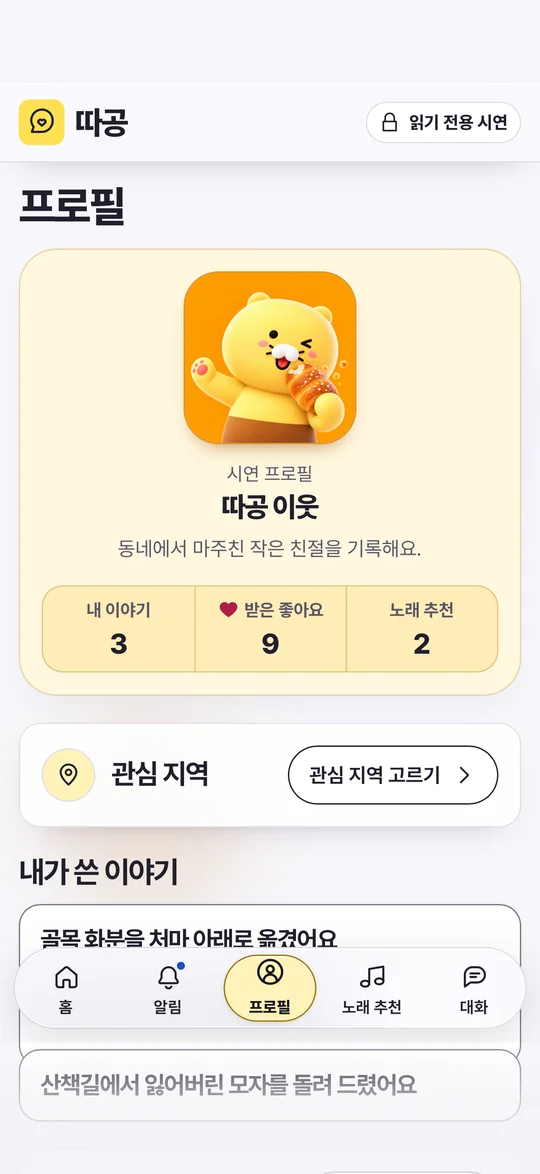 따공
읽기 전용 시연
프로필
시연 프로필
따공 이웃
동네에서 마주친 작은 친절을 기록해요.
내 이야기
3
받은 좋아요
9
노래 추천
2
관심 지역
관심 지역 고르기
내가 쓴 이야기
골목 화분을 처마 아래로 옮겼어요
홈
알림
프로필
노래 추천
대화
산책길에서 잃어버린 모자를 돌려 드렸어요